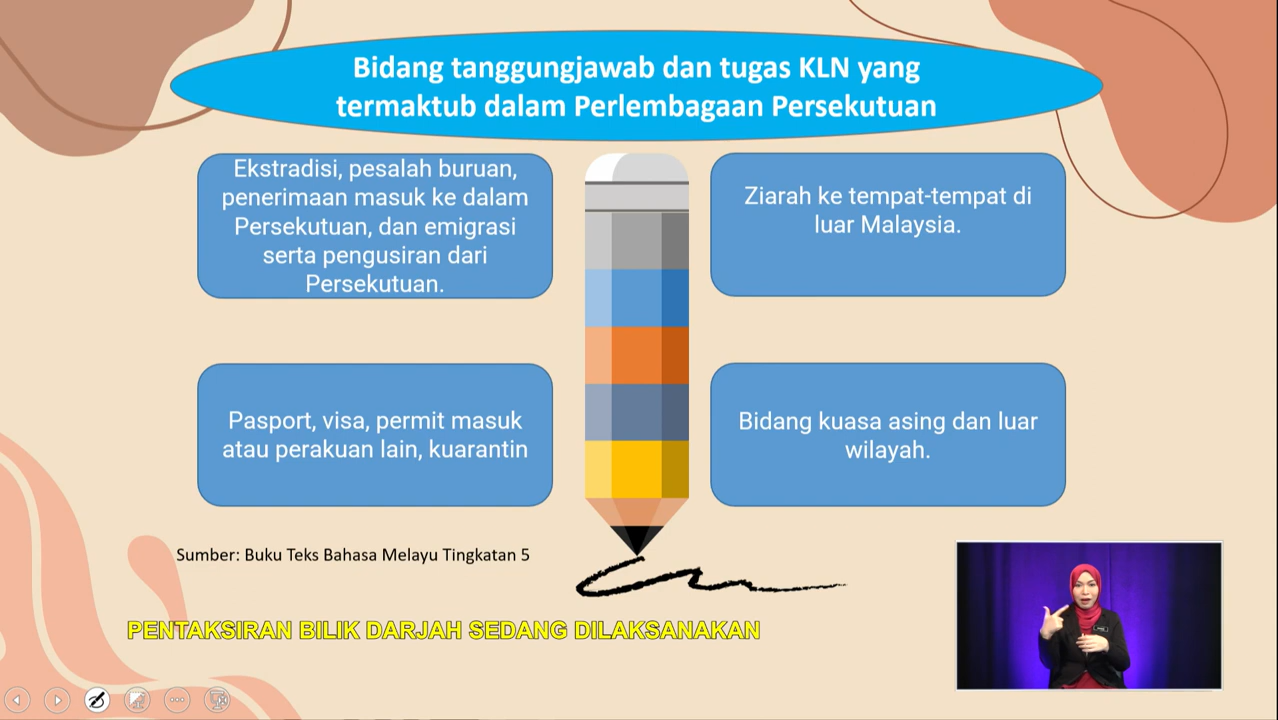 Bidang tanggungjawab dan tugas KLN yang
termaktub dalam Perlembagaan Persekutuan
Ekstradisi, pesalah buruan,
penerimaan masuk ke dalam
Persekutuan, dan emigrasi
serta pengusiran dari
Persekutuan.
Ziarah ke tempat-tempat di
luar Malaysia.
Pasport, visa, permit masuk
atau perakuan lain, kuarantin
Bidang kuasa asing dan luar
wilayah.
Sumber: Buku Teks Bahasa Melayu Tingkatan 5
PENTAKSIRAN BILIK DARJAH SEDANG DILAKSANAKAN